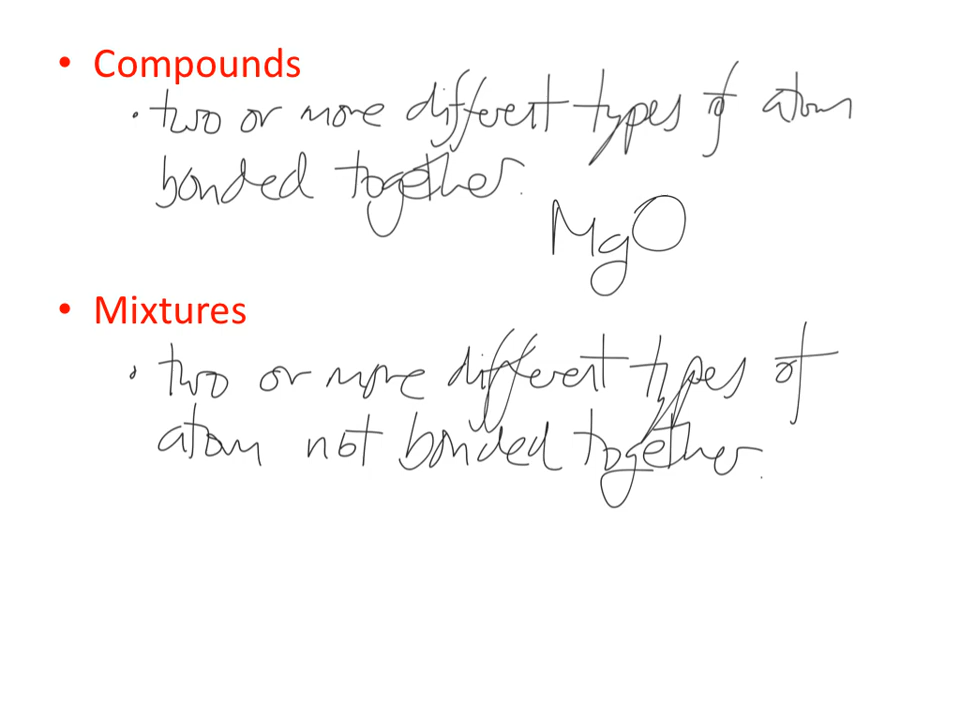 • Compounds
• two or more different types of atom
bonded together.
MgO
• Mixtures
• two or more different types of
atom not bonded together.